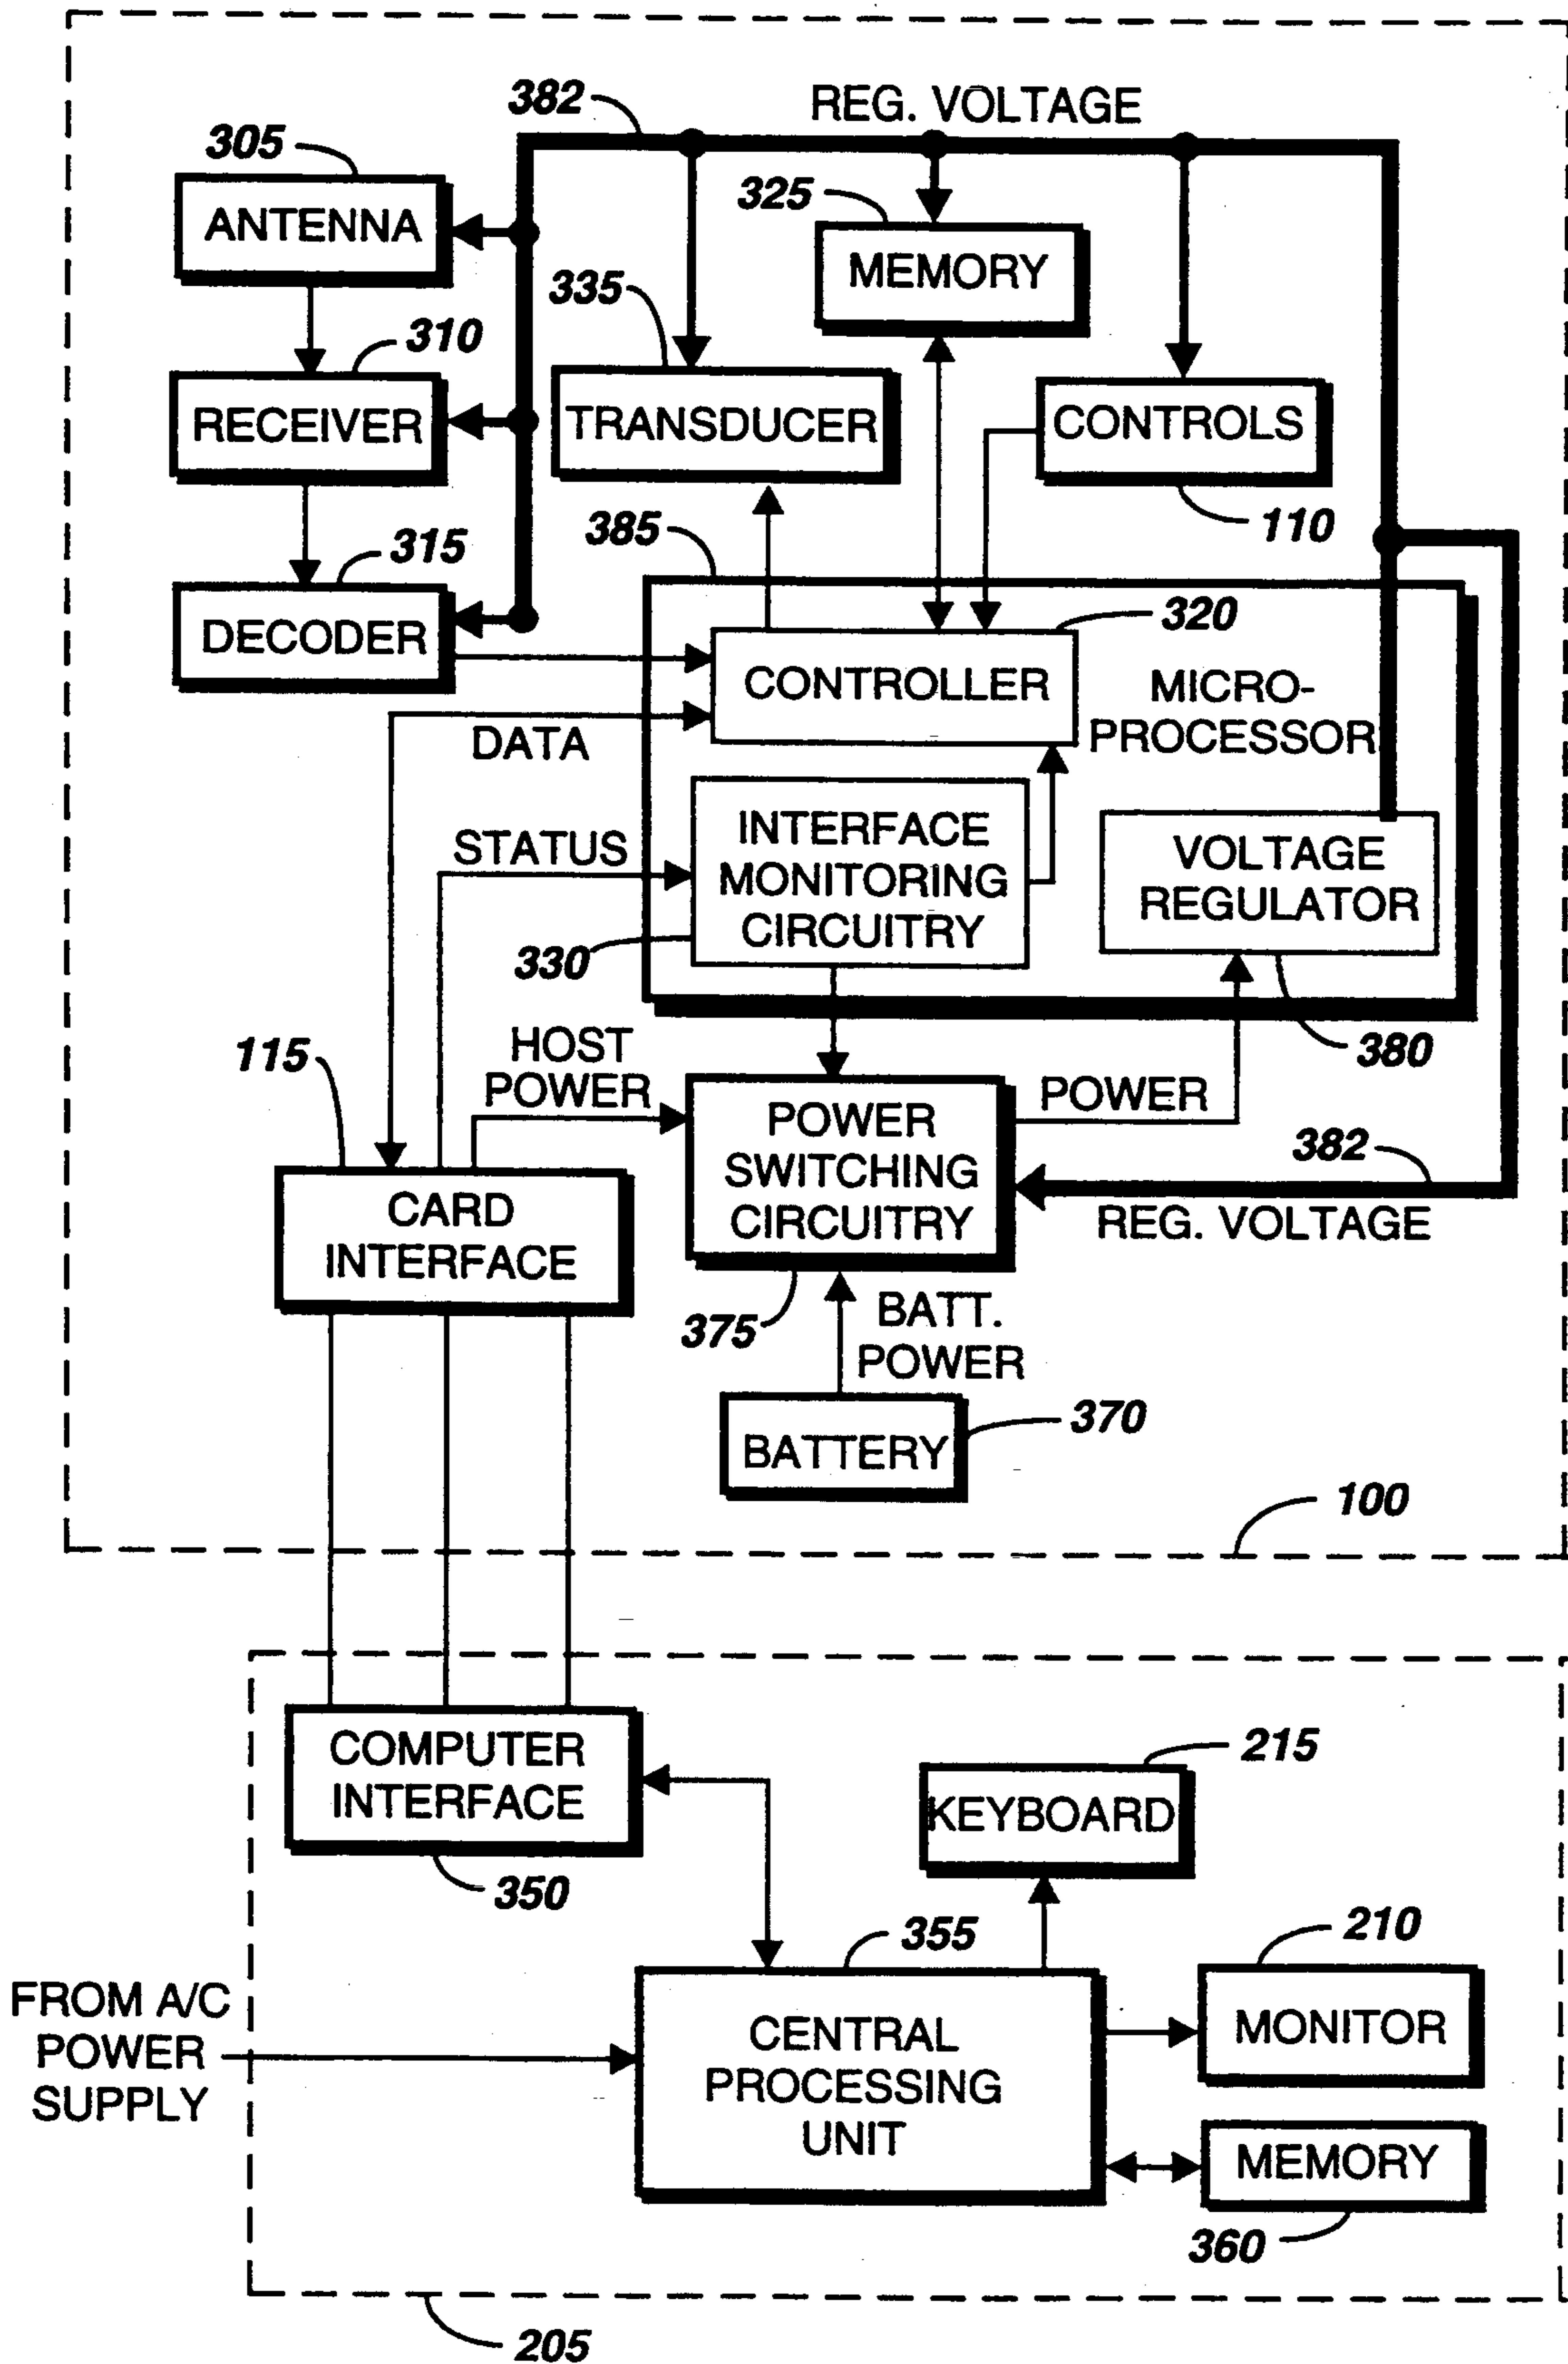 382
REG. VOLTAGE
305
ANTENNA
325
MEMORY
335
310
RECEIVER
TRANSDUCER
CONTROLS
110
385
315
DECODER
320
CONTROLLER
MICRO-
PROCESSOR
DATA
INTERFACE
MONITORING
CIRCUITRY
STATUS
330
VOLTAGE
REGULATOR
380
HOST
POWER
115
POWER
SWITCHING
CIRCUITRY
POWER
382
REG. VOLTAGE
CARD
INTERFACE
375
BATT.
POWER
BATTERY
370
100
COMPUTER
INTERFACE
350
215
KEYBOARD
355
210
FROM A/C
POWER
SUPPLY
CENTRAL
PROCESSING
UNIT
MONITOR
MEMORY
360
205